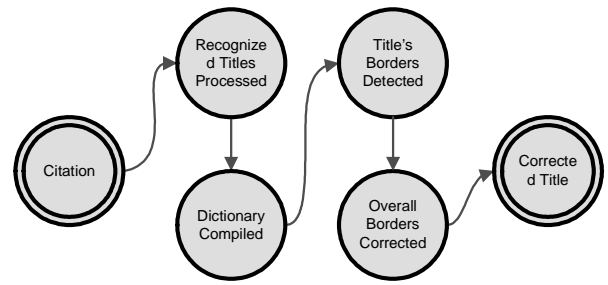 Citation
Recognize
d Titles
Processed
Dictionary
Compiled
Title's
Borders
Detected
Overall
Borders
Corrected
Correcte
d Title